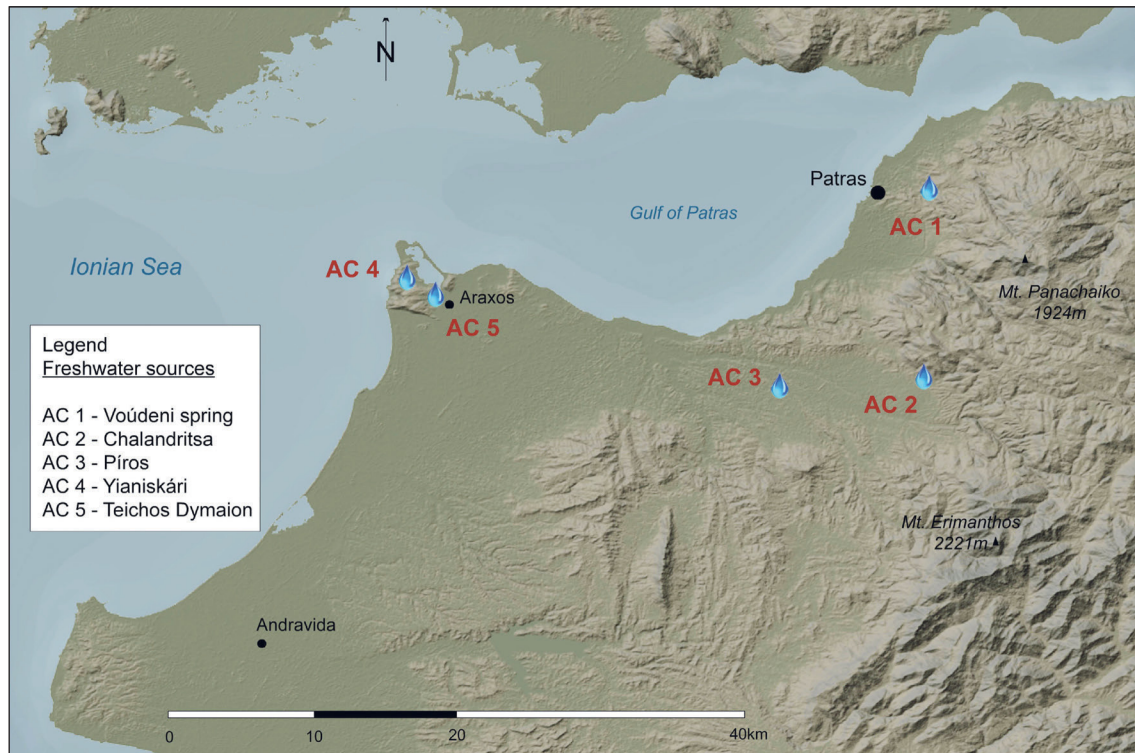 N
Patras
AC 1
Gulf of Patras
Ionian Sea
AC 4
Araxos
AC 5
Mt. Panachaiko
1924m
Legend
Freshwater sources
AC 1 - Voúdeni spring
AC 2 - Chalandritsa
AC 3 - Píros
AC 4 - Yianiskári
AC 5 - Teichos Dymaion
AC 3
AC 2
Mt. Erimanthos
2221m
Andravida
0
20
40km